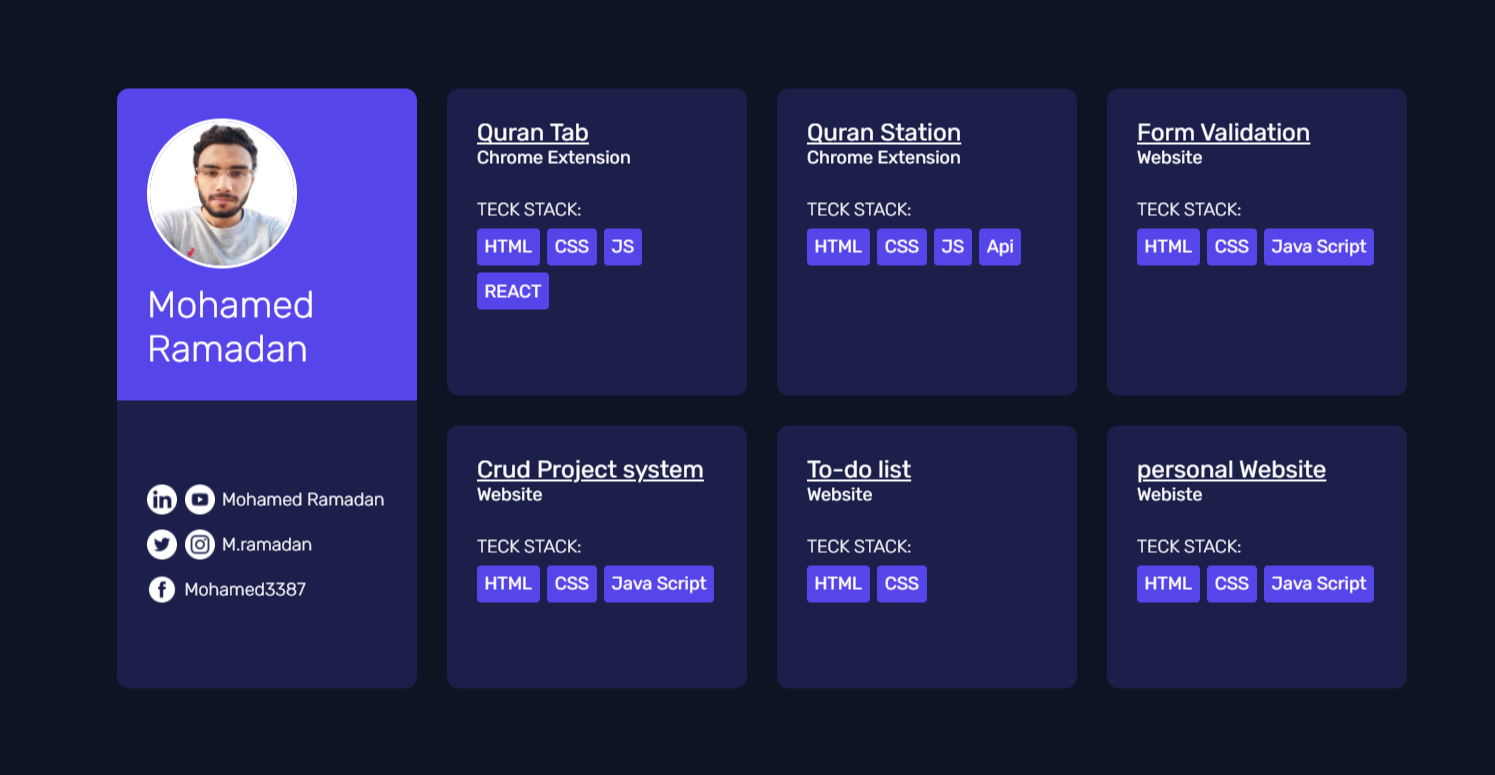 Mohamed
Ramadan
Mohamed Ramadan
M.ramadan
Mohamed3387
Quran Tab
Chrome Extension
TECK STACK:
HTML CSS JS
REACT
Quran Station
Chrome Extension
TECK STACK:
HTML CSS JS Api
Form Validation
Website
TECK STACK:
HTML CSS Java Script
Crud Project system
Website
TECK STACK:
HTML CSS Java Script
To-do list
Website
TECK STACK:
HTML CSS
personal Website
Webiste
TECK STACK:
HTML CSS Java Script